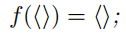 f(⟨⟩) = ⟨⟩;